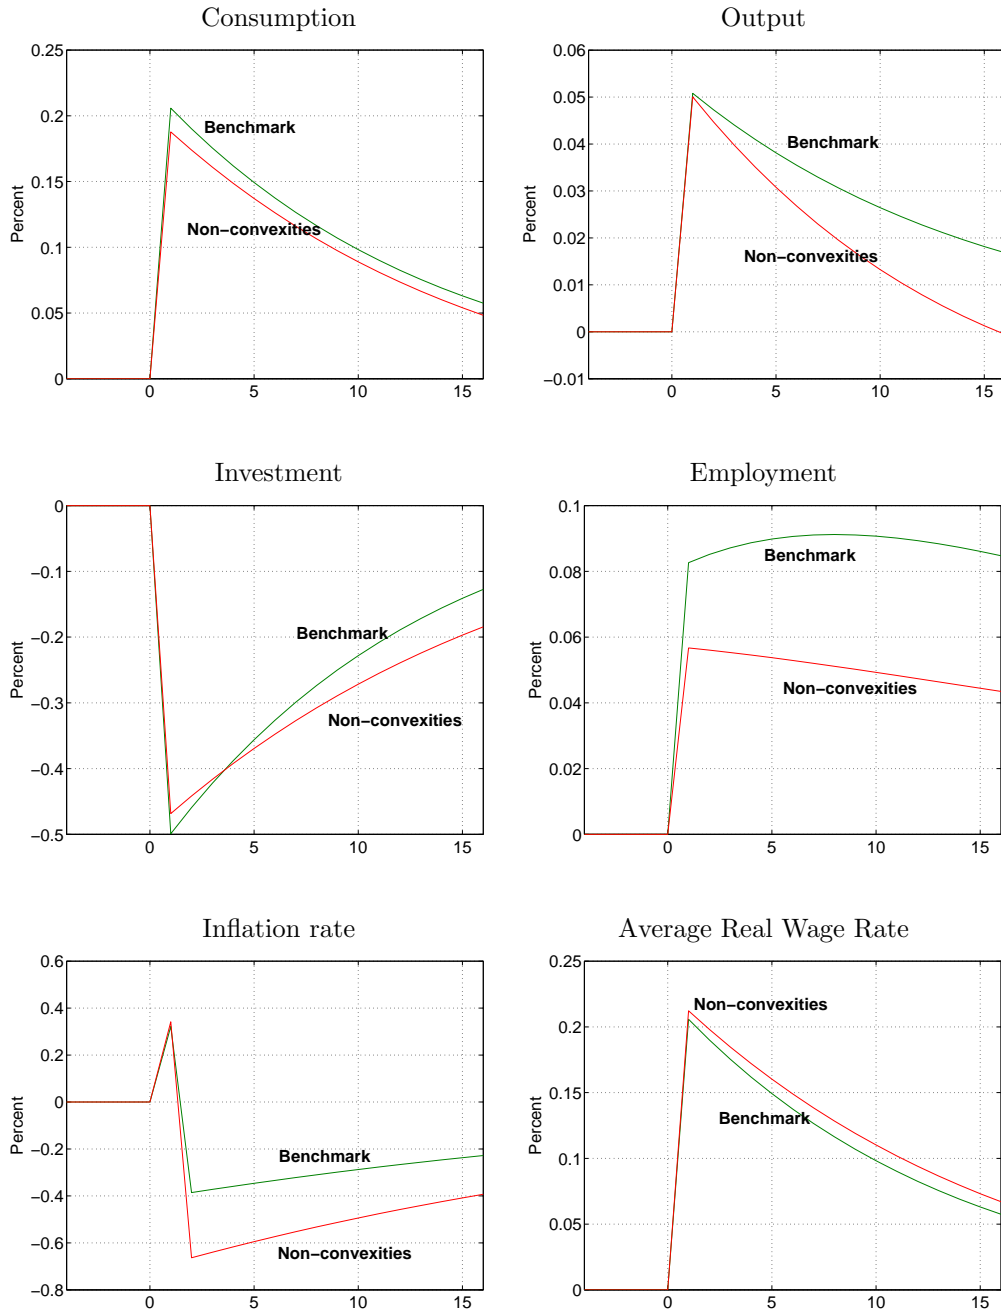 Consumption
0.25
0.2
0.15
0.1
0.05
0
Percent
Benchmark
Non-convexities
0 5 10 15
Output
0.06
0.05
0.04
0.03
0.02
0.01
0
-0.01
Percent
Benchmark
Non-convexities
0 5 10 15
Investment
0
-0.1
-0.2
-0.3
-0.4
-0.5
Percent
Benchmark
Non-convexities
0 5 10 15
Employment
0.1
0.08
0.06
0.04
0.02
0
Benchmark
Non-convexities
0 5 10 15
Inflation rate
0.6
0.4
0.2
0
-0.2
-0.4
-0.6
-0.8
Percent
Benchmark
Non-convexities
0 5 10 15
Average Real Wage Rate
0.25
0.2
0.15
0.1
0.05
0
Percent
Non-convexities
Benchmark
0 5 10 15